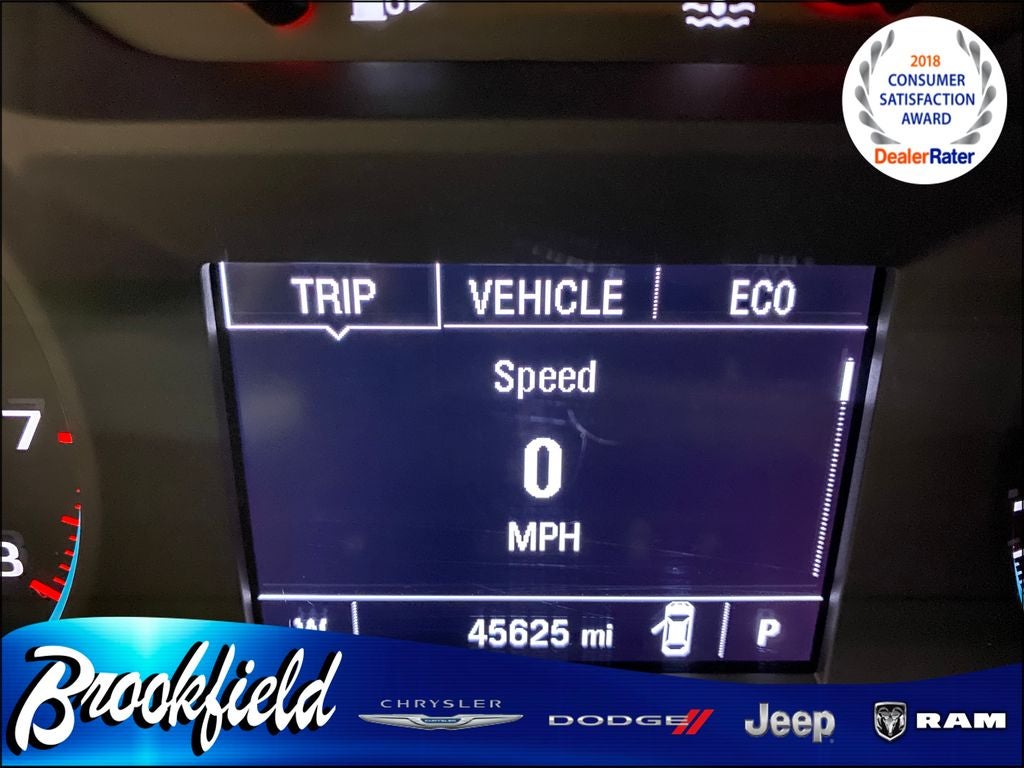 2018
CONSUMER
SATISFACTION
AWARD
DealerRater
TRIP VEHICLE ECO
Speed
0
MPH
7
8
W 45625 mi P
Brookfield
CHRYSLER
DODGE
Jeep
RAM